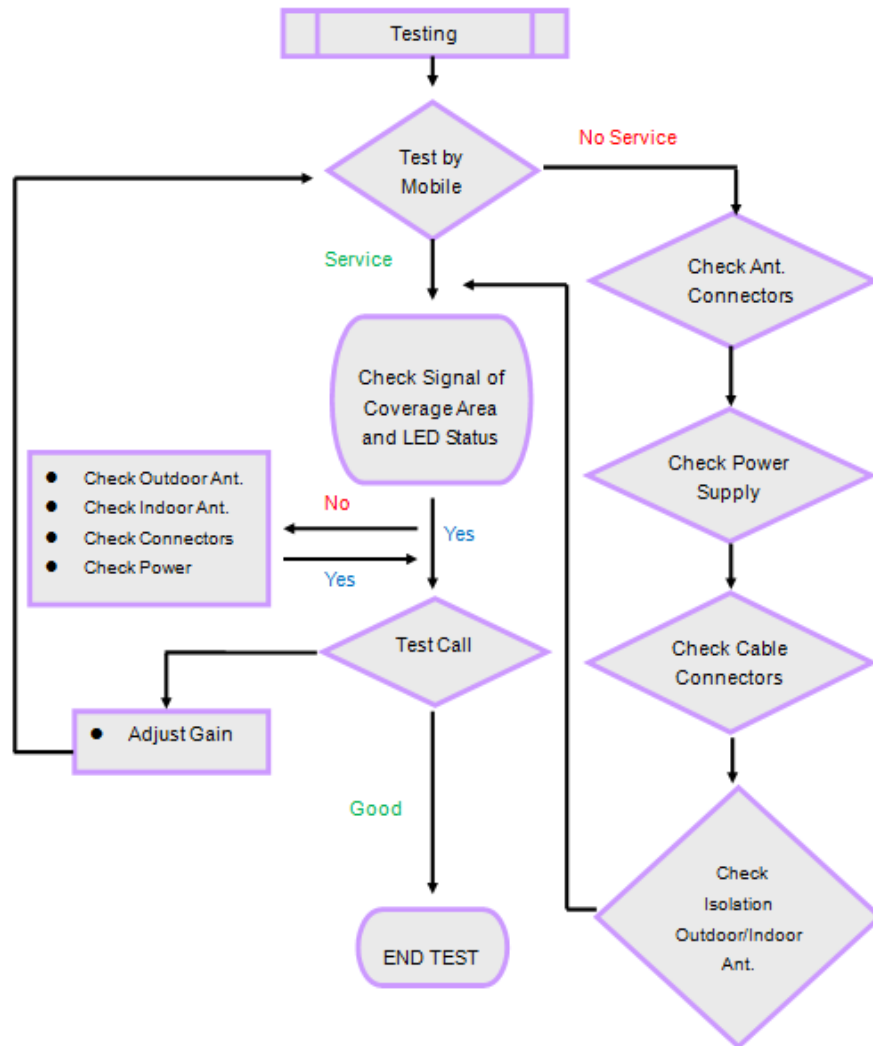 Testing
Test by
Mobile
No Service
Service
Check Ant.
Connectors
Check Signal of
Coverage Area
and LED Status
Check Power
Supply
● Check Outdoor Ant.
● Check Indoor Ant.
● Check Connectors
● Check Power
No
Yes
Yes
Test Call
Check Cable
Connectors
● Adjust Gain
Good
Check
Isolation
Outdoor/Indoor
Ant.
END TEST